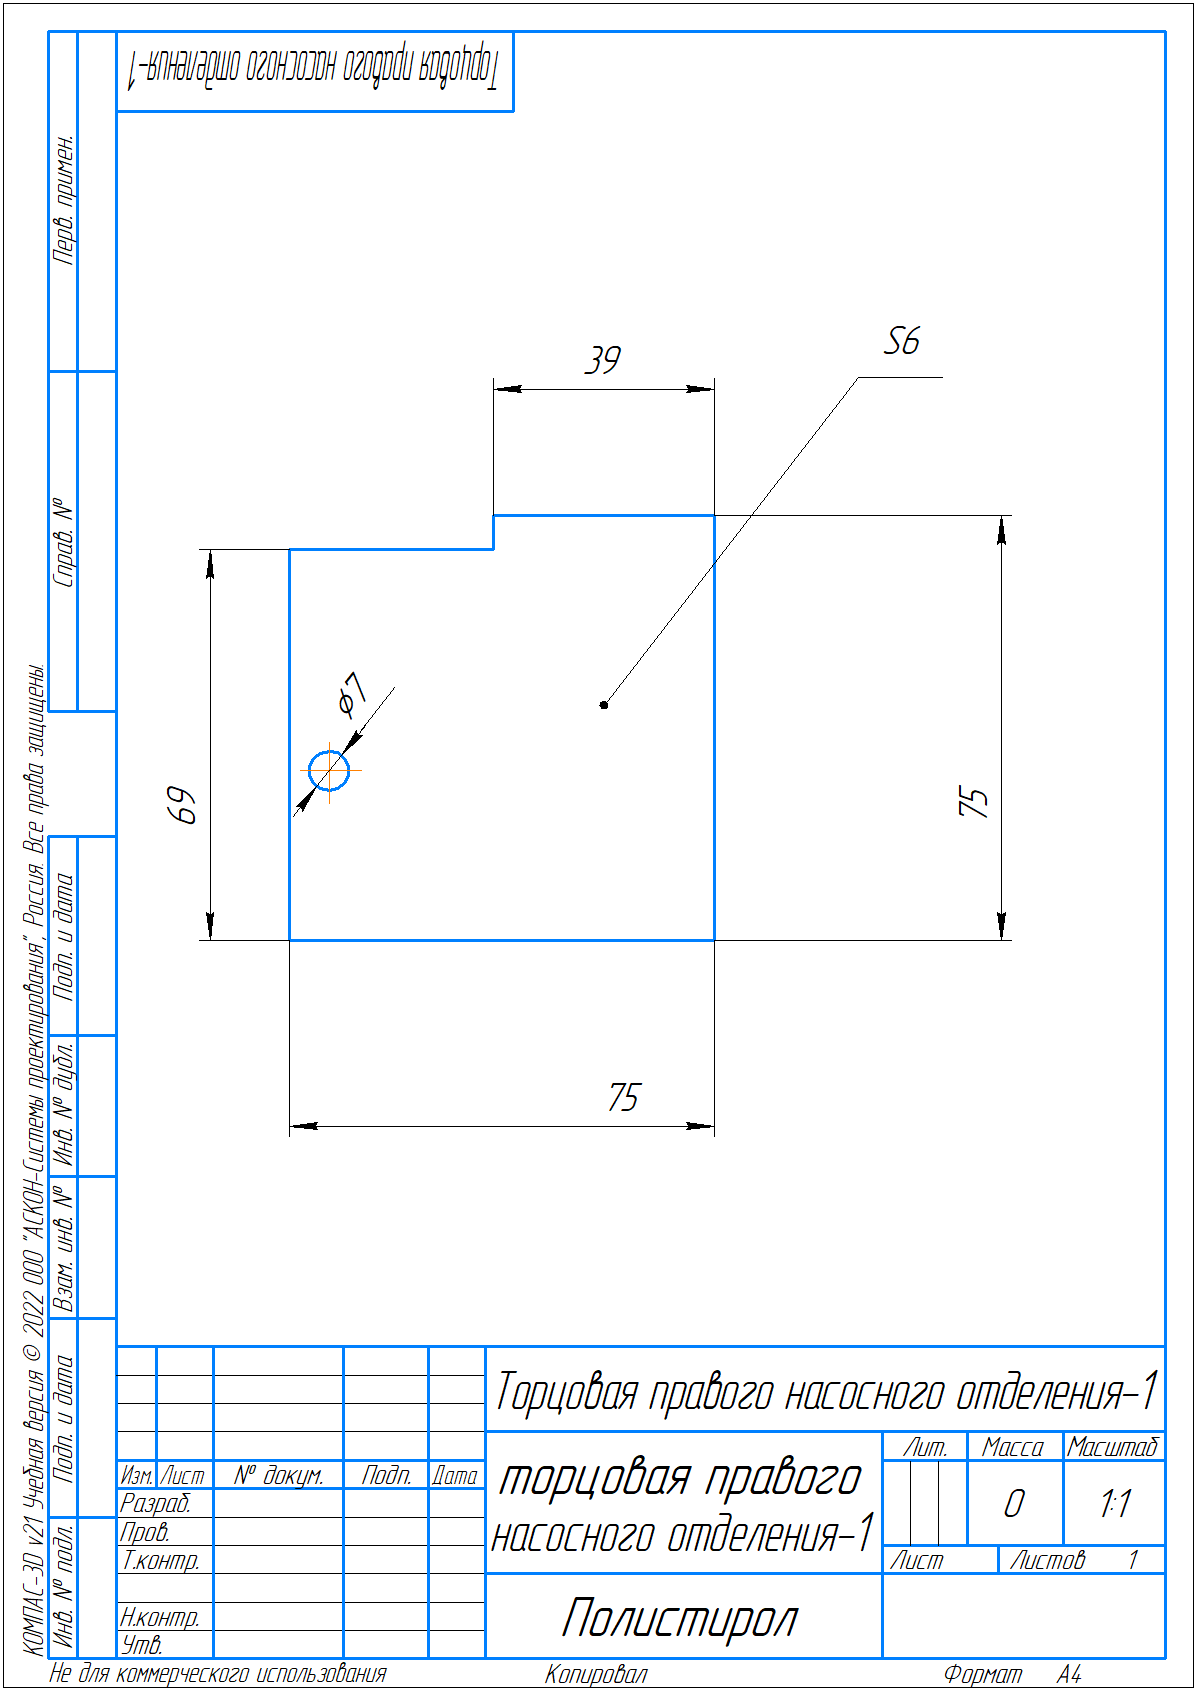 Торцовая правого насосного отделения-1
Перв. примен.
Справ. №
39
S6
⌀7
69
75
75
Подп. и дата
Инв. № дубл.
Взам. инв. №
Подп. и дата
Инв. № подл.
КОМПАС-3D v21 Учебная версия © 2022 ООО "АСКОН-Системы проектирования", Россия. Все права защищены.
Торцовая правого насосного отделения-1
Лит. Масса Масштаб
Изм. Лист № докум. Подп. Дата
торцовая правого
насосного отделения-1
0 1:1
Разраб.
Пров.
Т.контр.
Лист Листов 1
Н.контр.
Утв.
Полистирол
Не для коммерческого использования Копировал Формат А4